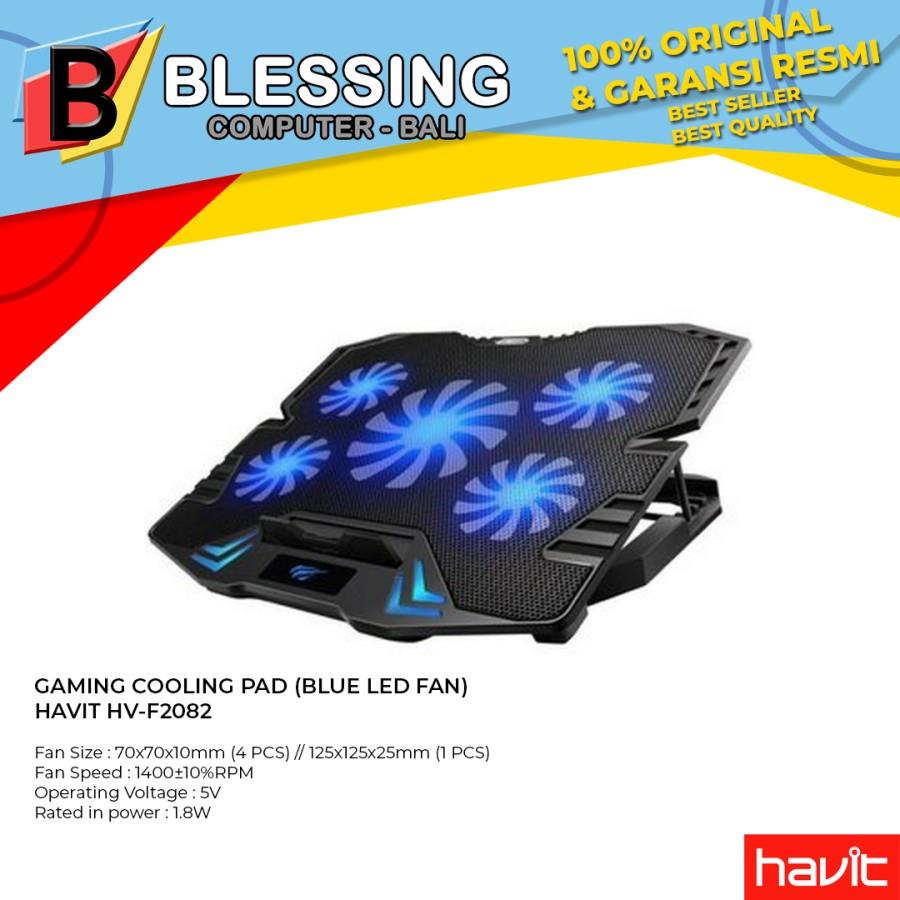 B
BLESSING
COMPUTER - BALI
100% ORIGINAL
& GARANSI RESMI
BEST SELLER
BEST QUALITY
GAMING COOLING PAD (BLUE LED FAN)
HAVIT HV-F2082
Fan Size : 70x70x10mm (4 PCS) // 125x125x25mm (1 PCS)
Fan Speed : 1400±10%RPM
Operating Voltage : 5V
Rated in power : 1.8W
havit